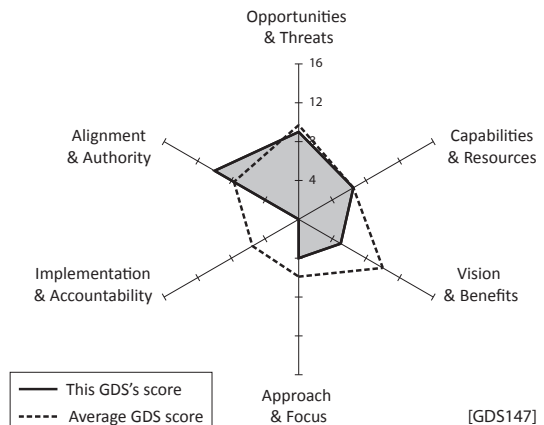 Opportunities
& Threats
16
12
8
4
Alignment
& Authority
Capabilities
& Resources
Implementation
& Accountability
Vision
& Benefits
Approach
& Focus
This GDS's score
Average GDS score
[GDS147]